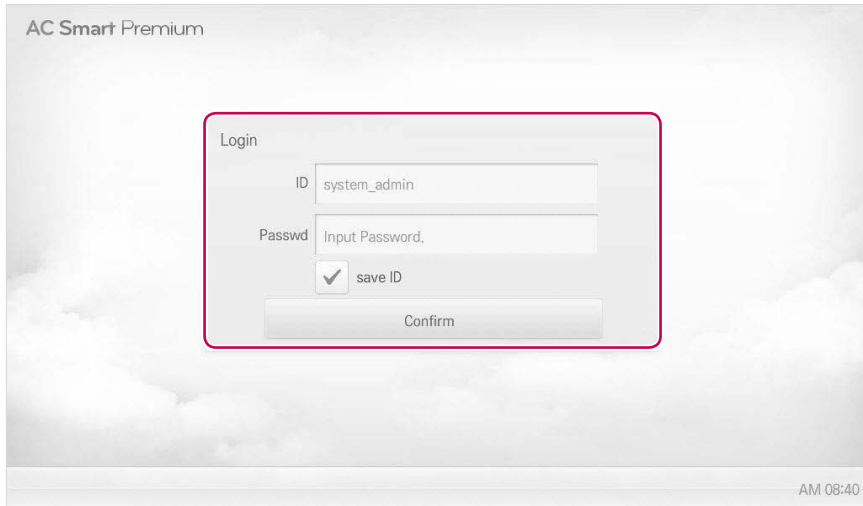 AC Smart Premium
Login
ID system_admin
Passwd Input Password.
save ID
Confirm
AM 08:40